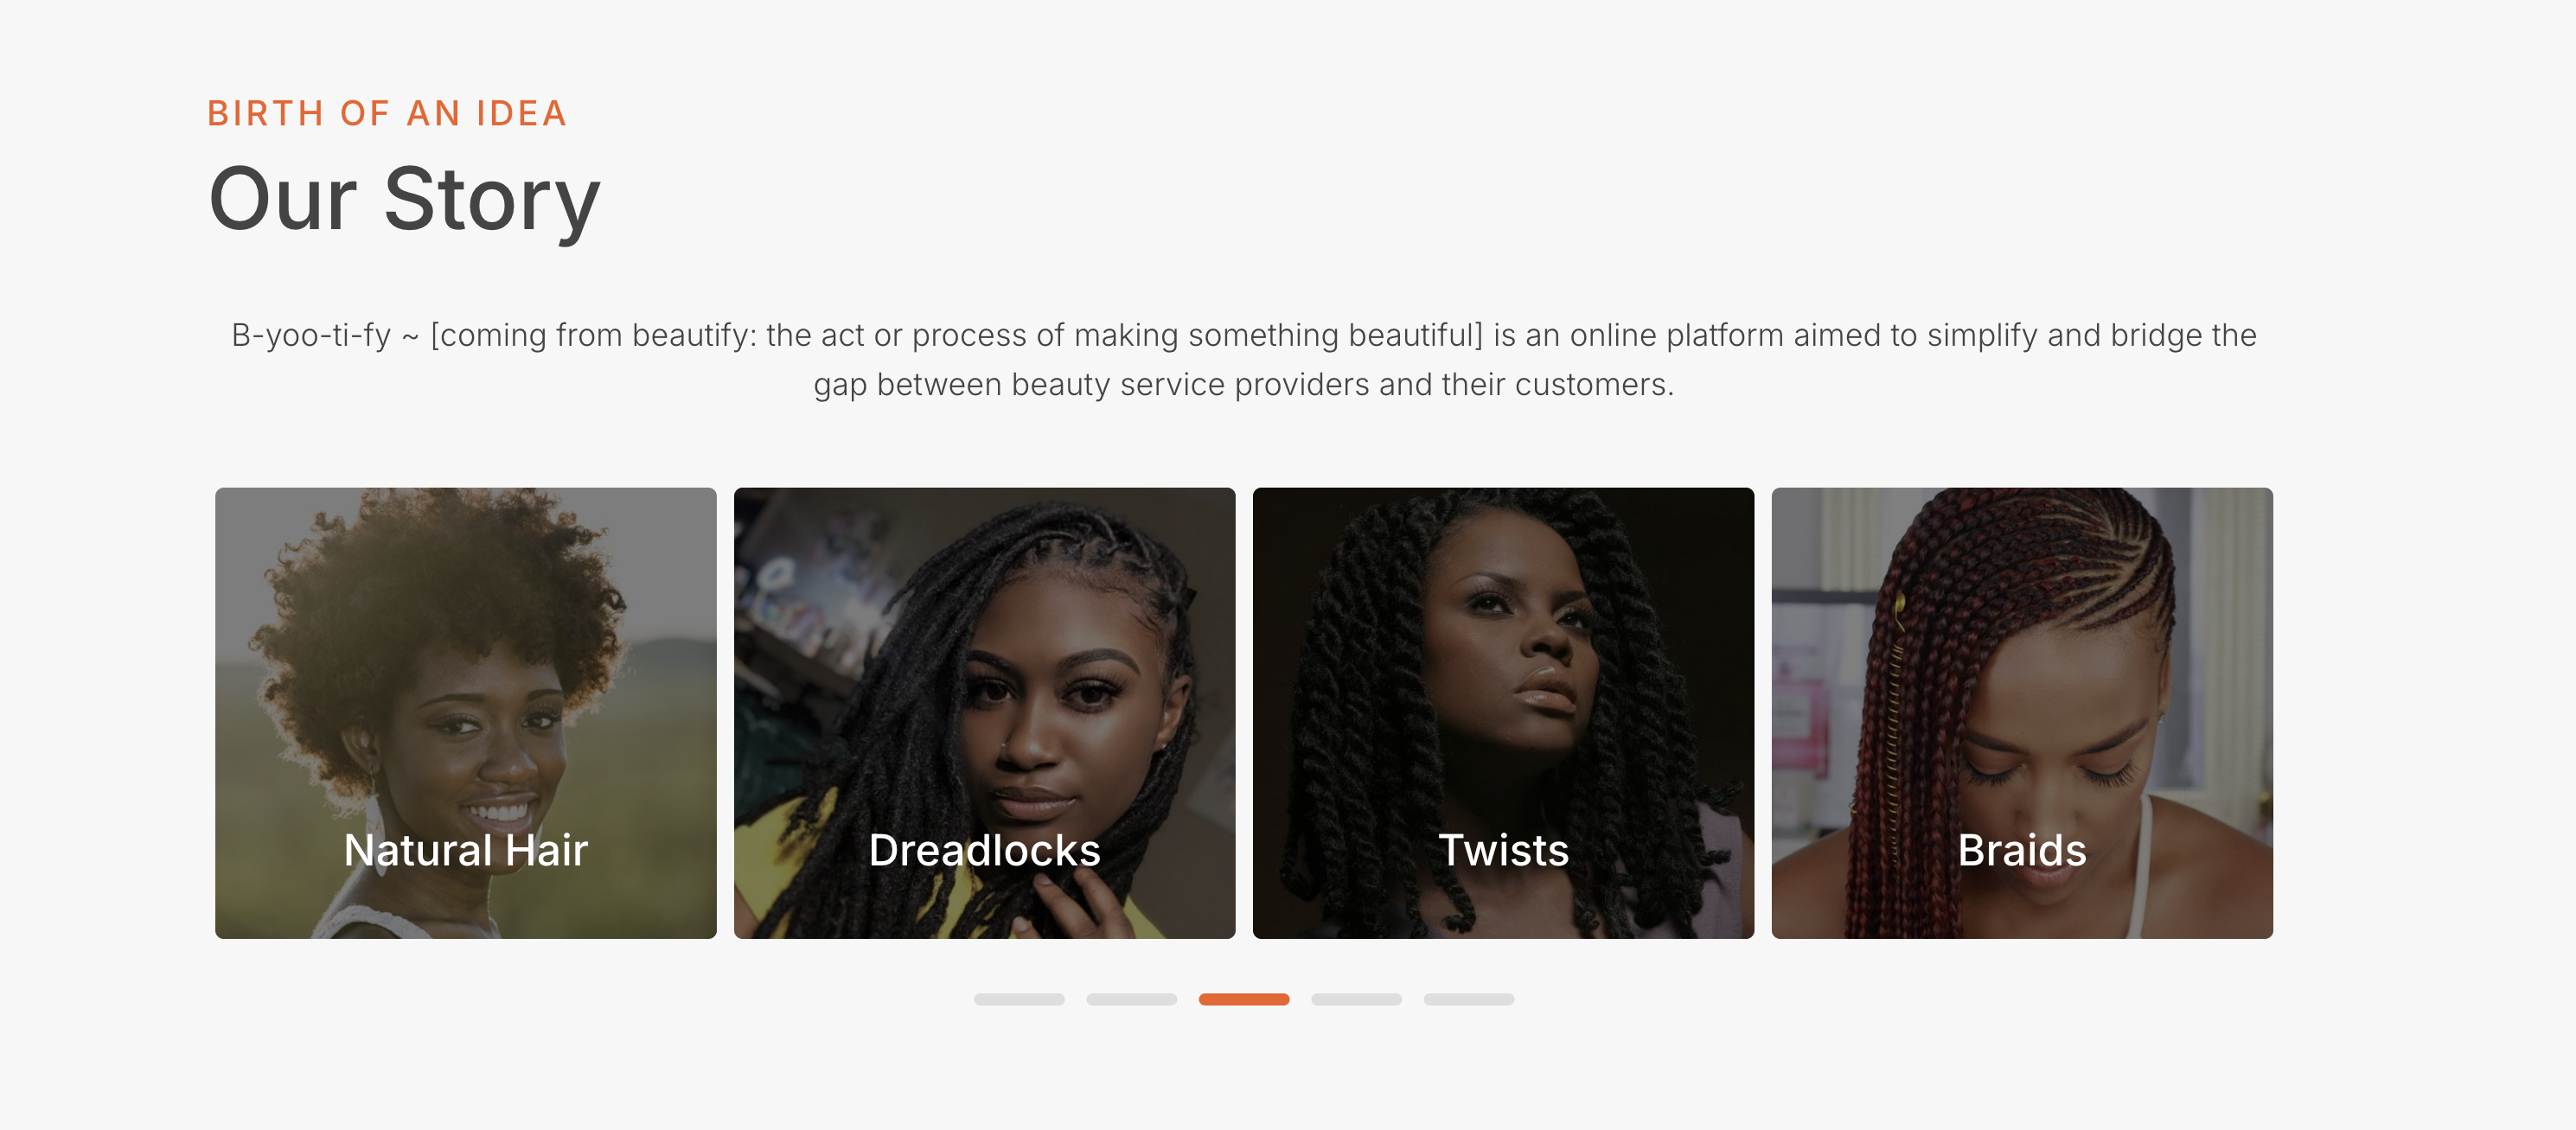 BIRTH OF AN IDEA
Our Story
B-yoo-ti-fy ~ [coming from beautify: the act or process of making something beautiful] is an online platform aimed to simplify and bridge the
gap between beauty service providers and their customers.
Natural Hair
Dreadlocks
Twists
Braids